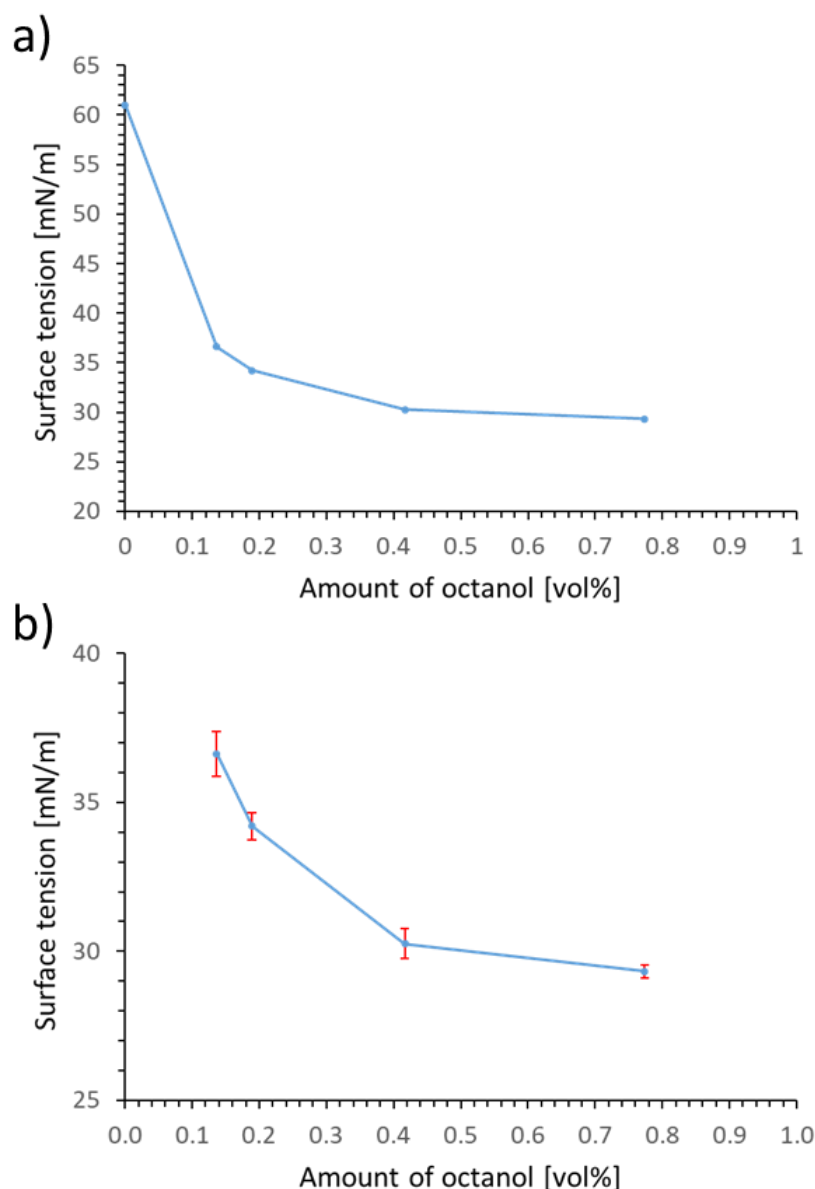 a)
Surface tension [mN/m]
65
60
55
50
45
40
35
30
25
20
0 0.1 0.2 0.3 0.4 0.5 0.6 0.7 0.8 0.9 1
Amount of octanol [vol%]
b)
Surface tension [mN/m]
40
35
30
25
0.0 0.1 0.2 0.3 0.4 0.5 0.6 0.7 0.8 0.9 1.0
Amount of octanol [vol%]